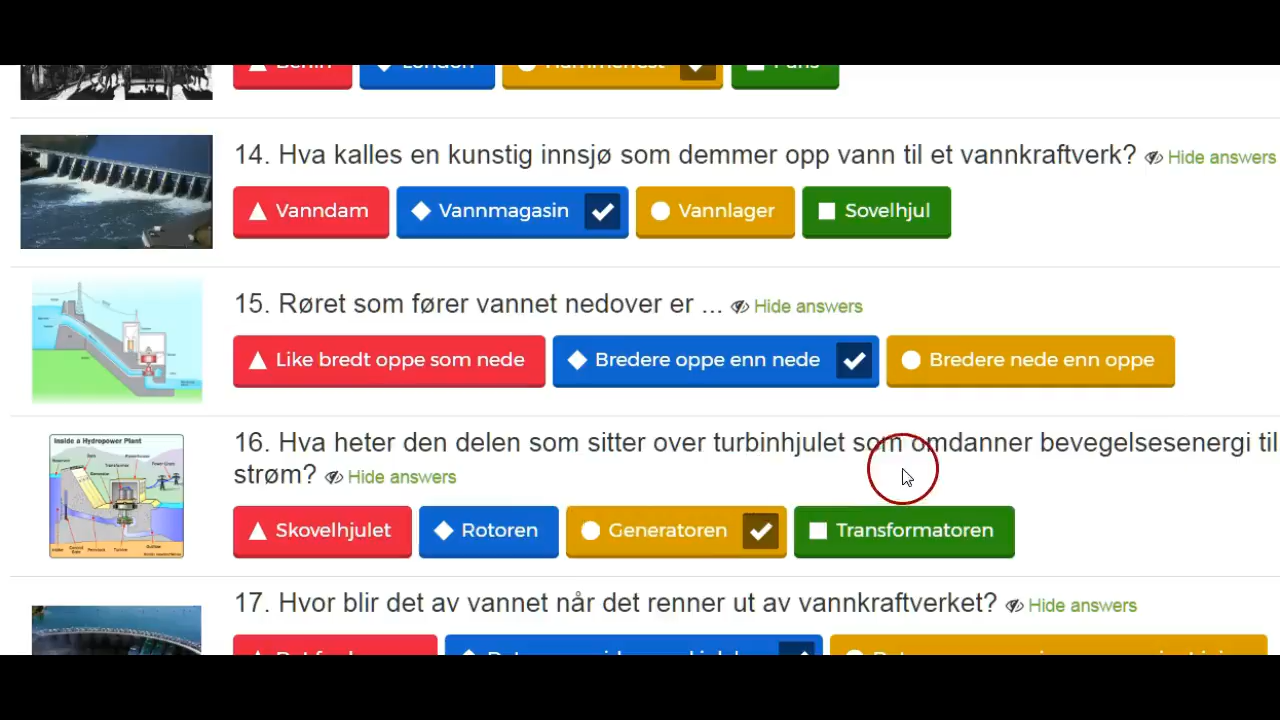 14. Hva kalles en kunstig innsjø som demmer opp vann til et vannkraftverk? Hide answers
Vanndam Vannmagasin Vannlager Sovelhjul
15. Røret som fører vannet nedover er ... Hide answers
Like bredt oppe som nede Bredere oppe enn nede Bredere nede enn oppe
Inside a Hydropower Plant
16. Hva heter den delen som sitter over turbinhjulet som omdanner bevegelsesenergi til
strøm? Hide answers
Skovelhjulet Rotoren Generatoren Transformatoren
17. Hvor blir det av vannet når det renner ut av vannkraftverket? Hide answers